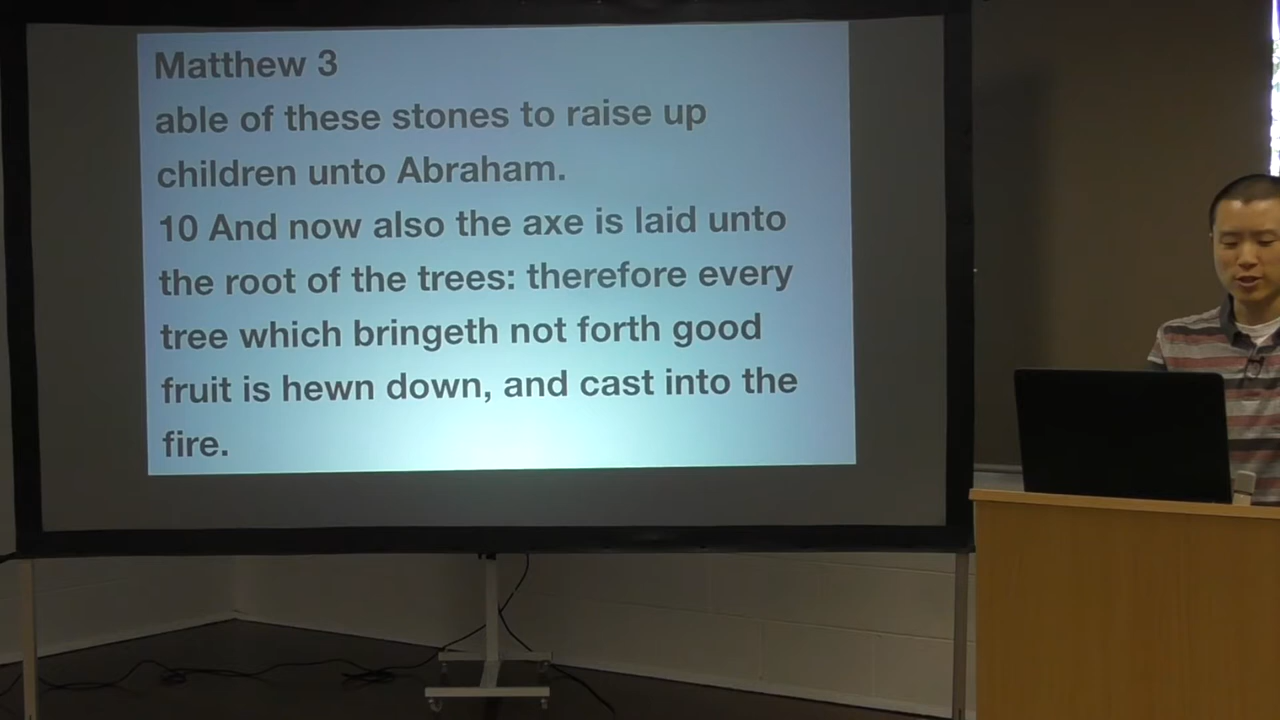 Matthew 3
able of these stones to raise up
children unto Abraham.
10 And now also the axe is laid unto
the root of the trees: therefore every
tree which bringeth not forth good
fruit is hewn down, and cast into the
fire.